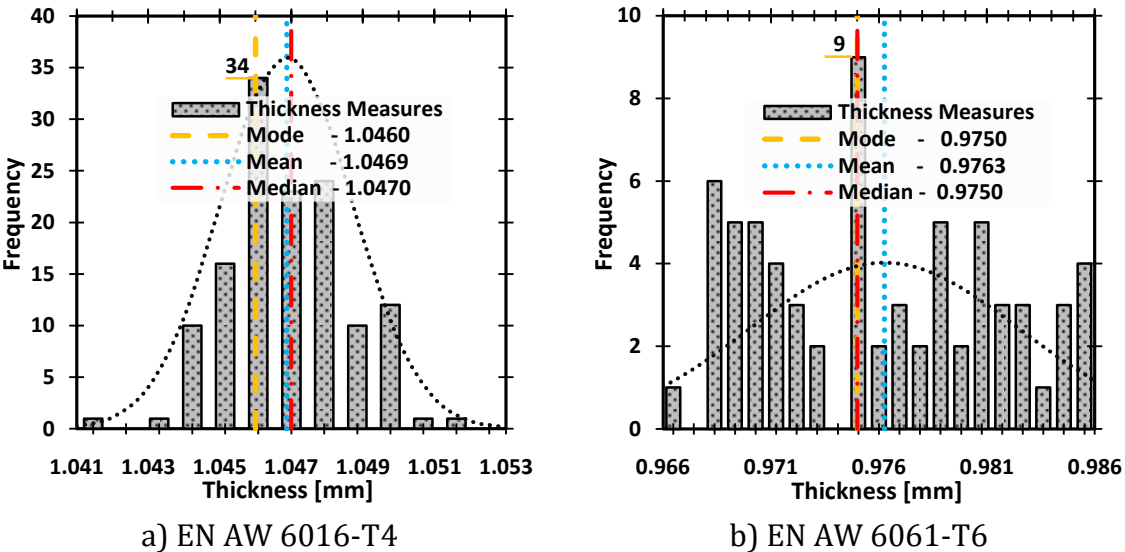 40
35
30
25
20
15
10
5
0
Frequency
34
Thickness Measures
Mode - 1.0460
Mean - 1.0469
Median - 1.0470
1.041 1.043 1.045 1.047 1.049 1.051 1.053
Thickness [mm]
a) EN AW 6016-T4
10
8
6
4
2
0
Frequency
9
Thickness Measures
Mode - 0.9750
Mean - 0.9763
Median - 0.9750
0.966 0.971 0.976 0.981 0.986
Thickness [mm]
b) EN AW 6061-T6